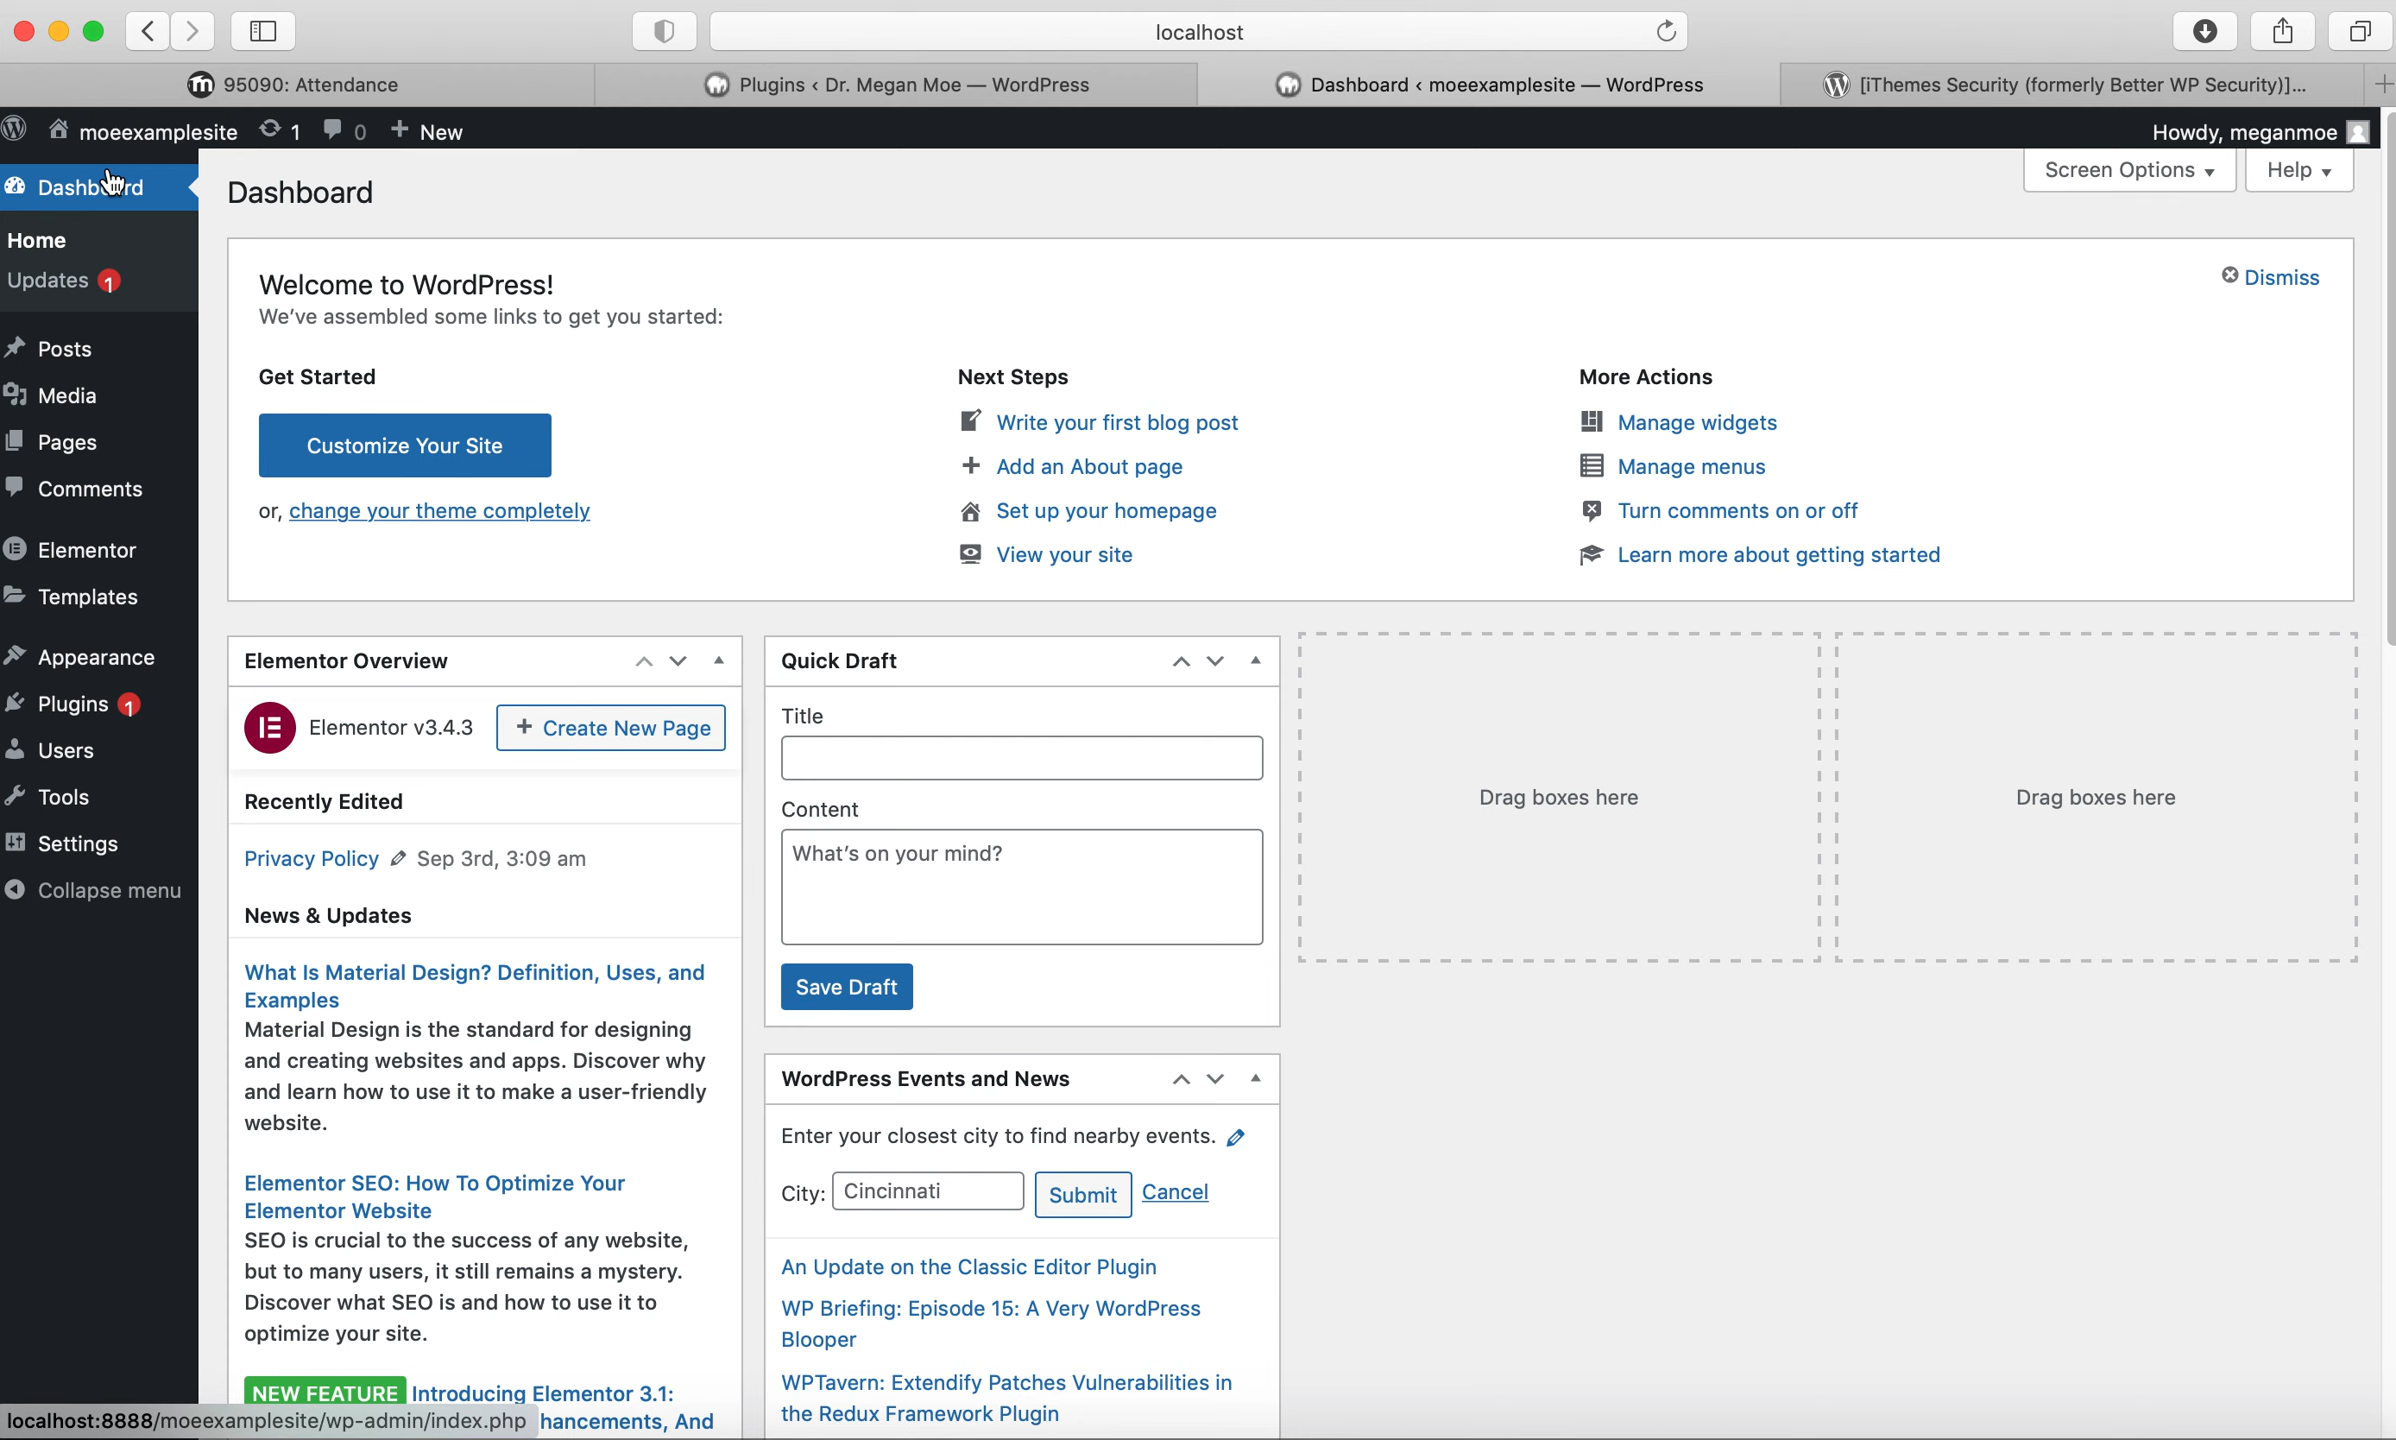 localhost
95090: Attendance
Plugins ‹ Dr. Megan Moe — WordPress
Dashboard ‹ moeexamplesite — WordPress
[iThemes Security (formerly Better WP Security)]...
moeexamplesite 1 0 New
Howdy, meganmoe
Dashboard
Home
Updates 1
Posts
Media
Pages
Comments
Elementor
Templates
Appearance
Plugins 1
Users
Tools
Settings
Collapse menu
Dashboard
Screen Options
Help
Welcome to WordPress!
We've assembled some links to get you started:
Dismiss
Get Started
Customize Your Site
or, change your theme completely
Next Steps
Write your first blog post
Add an About page
Set up your homepage
View your site
More Actions
Manage widgets
Manage menus
Turn comments on or off
Learn more about getting started
Elementor Overview
Elementor v3.4.3
+ Create New Page
Recently Edited
Privacy Policy Sep 3rd, 3:09 am
News & Updates
What Is Material Design? Definition, Uses, and
Examples
Material Design is the standard for designing
and creating websites and apps. Discover why
and learn how to use it to make a user-friendly
website.
Elementor SEO: How To Optimize Your
Elementor Website
SEO is crucial to the success of any website,
but to many users, it still remains a mystery.
Discover what SEO is and how to use it to
optimize your site.
NEW FEATURE Introducing Elementor 3.1:
hancements, And
Quick Draft
Title
Content
What's on your mind?
Save Draft
WordPress Events and News
Enter your closest city to find nearby events.
City: Cincinnati Submit Cancel
An Update on the Classic Editor Plugin
WP Briefing: Episode 15: A Very WordPress
Blooper
WPTavern: Extendify Patches Vulnerabilities in
the Redux Framework Plugin
Drag boxes here
Drag boxes here
localhost:8888/moeexamplesite/wp-admin/index.php